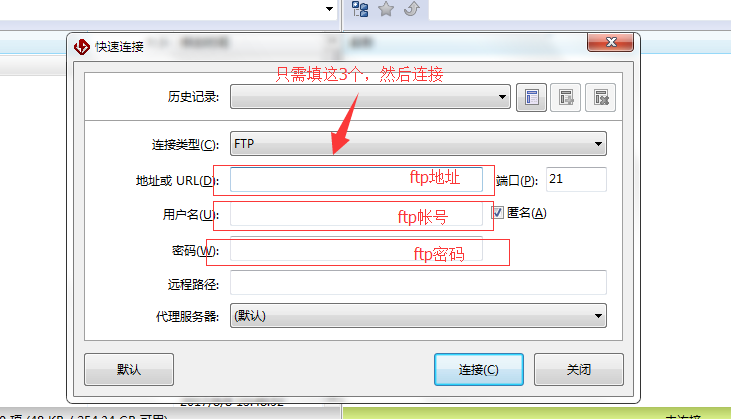 快速连接
只需填这3个，然后连接
历史记录:
连接类型(C): FTP
地址或 URL(D): ftp地址 端口(P): 21
用户名(U): ftp帐号 匿名(A)
密码(W): ftp密码
远程路径:
代理服务器: (默认)
默认 连接(C) 关闭